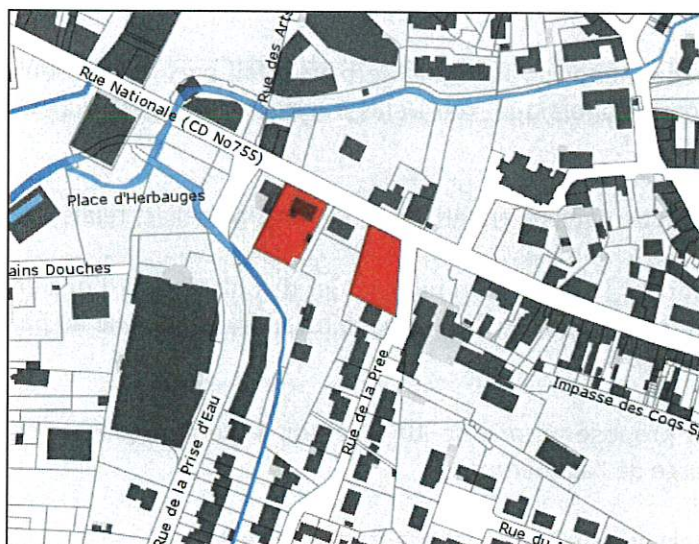 Rue des Arts
Rue Nationale (CD No755)
Place d'Herbauges
ains Douches
Rue de la Prise d'Eau
Rue de la Pree
Impasse des Coqs S
Rue du